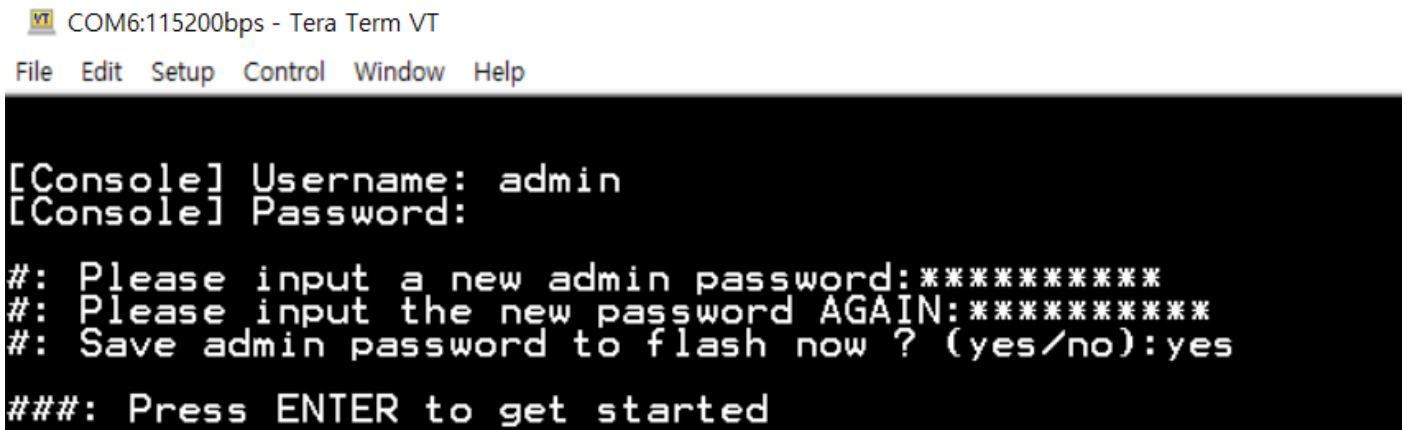 COM6:115200bps - Tera Term VT
File Edit Setup Control Window Help
[Console] Username: admin
[Console] Password:
#: Please input a new admin password:**********
#: Please input the new password AGAIN:**********
#: Save admin password to flash now ? (yes/no):yes
###: Press ENTER to get started